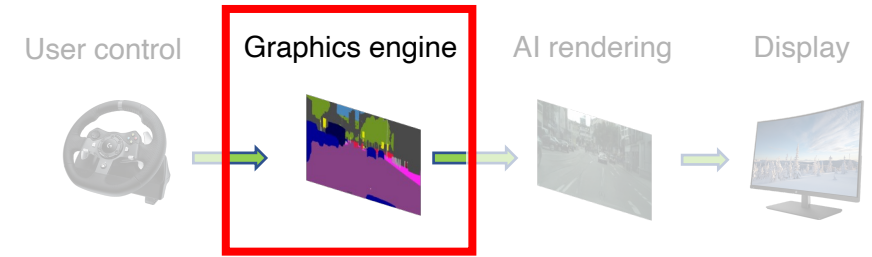 User control
Graphics engine
AI rendering
Display